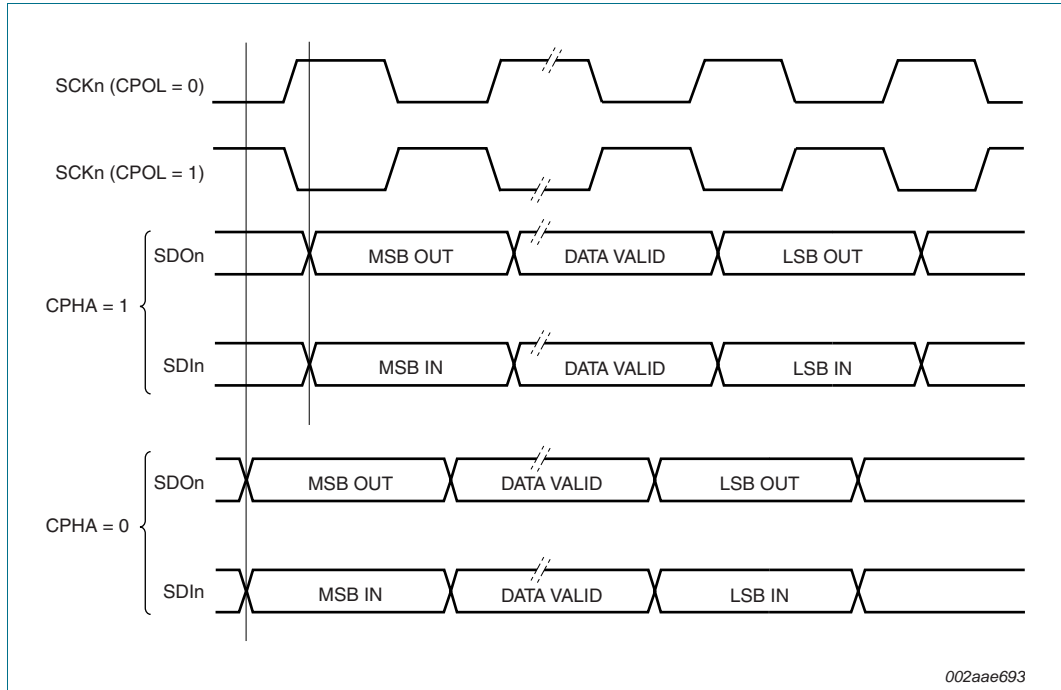 SCKn (CPOL = 0)
SCKn (CPOL = 1)
CPHA = 1
SDOn
MSB OUT
DATA VALID
LSB OUT
SDIn
MSB IN
DATA VALID
LSB IN
CPHA = 0
SDOn
MSB OUT
DATA VALID
LSB OUT
SDIn
MSB IN
DATA VALID
LSB IN
002aae693